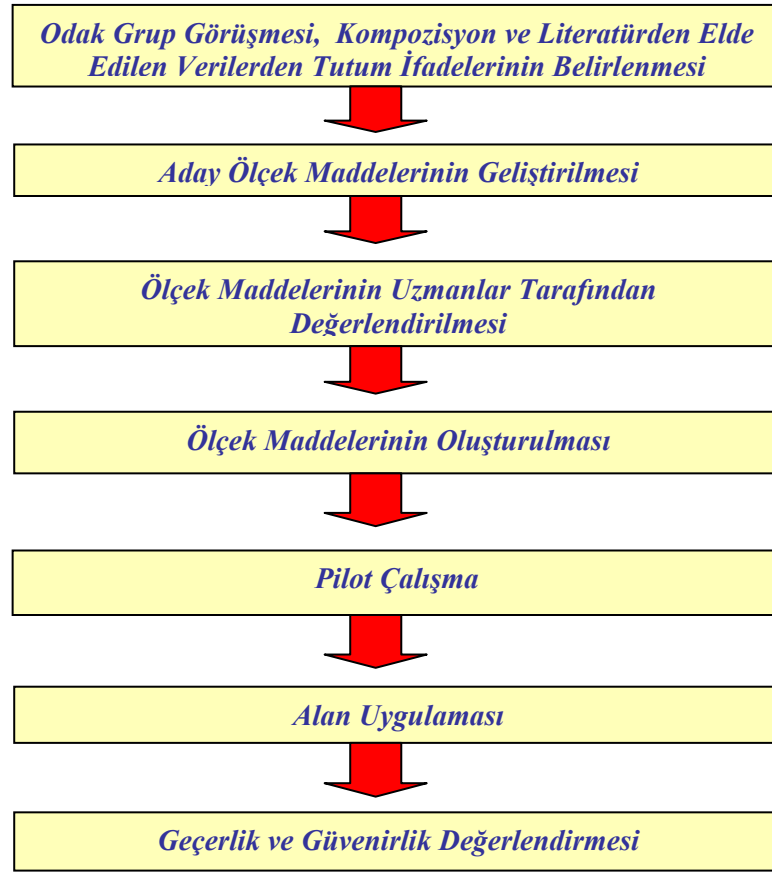 Odak Grup Görüşmesi, Kompozisyon ve Literatürden Elde
Edilen Verilerden Tutum İfadelerinin Belirlenmesi
Aday Ölçek Maddelerinin Geliştirilmesi
Ölçek Maddelerinin Uzmanlar Tarafından
Değerlendirilmesi
Ölçek Maddelerinin Oluşturulması
Pilot Çalışma
Alan Uygulaması
Geçerlik ve Güvenirlik Değerlendirmesi